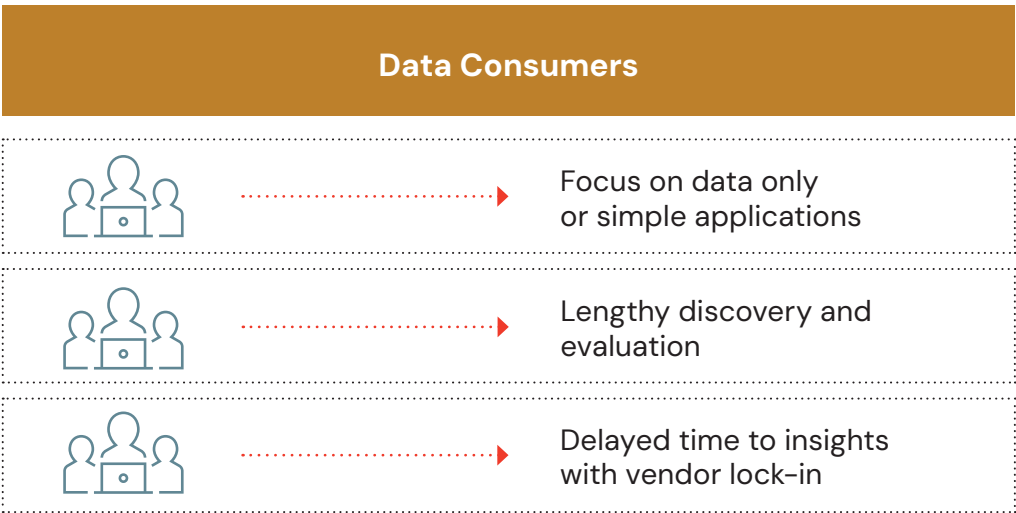 Data Consumers
Focus on data only
or simple applications
Lengthy discovery and
evaluation
Delayed time to insights
with vendor lock-in